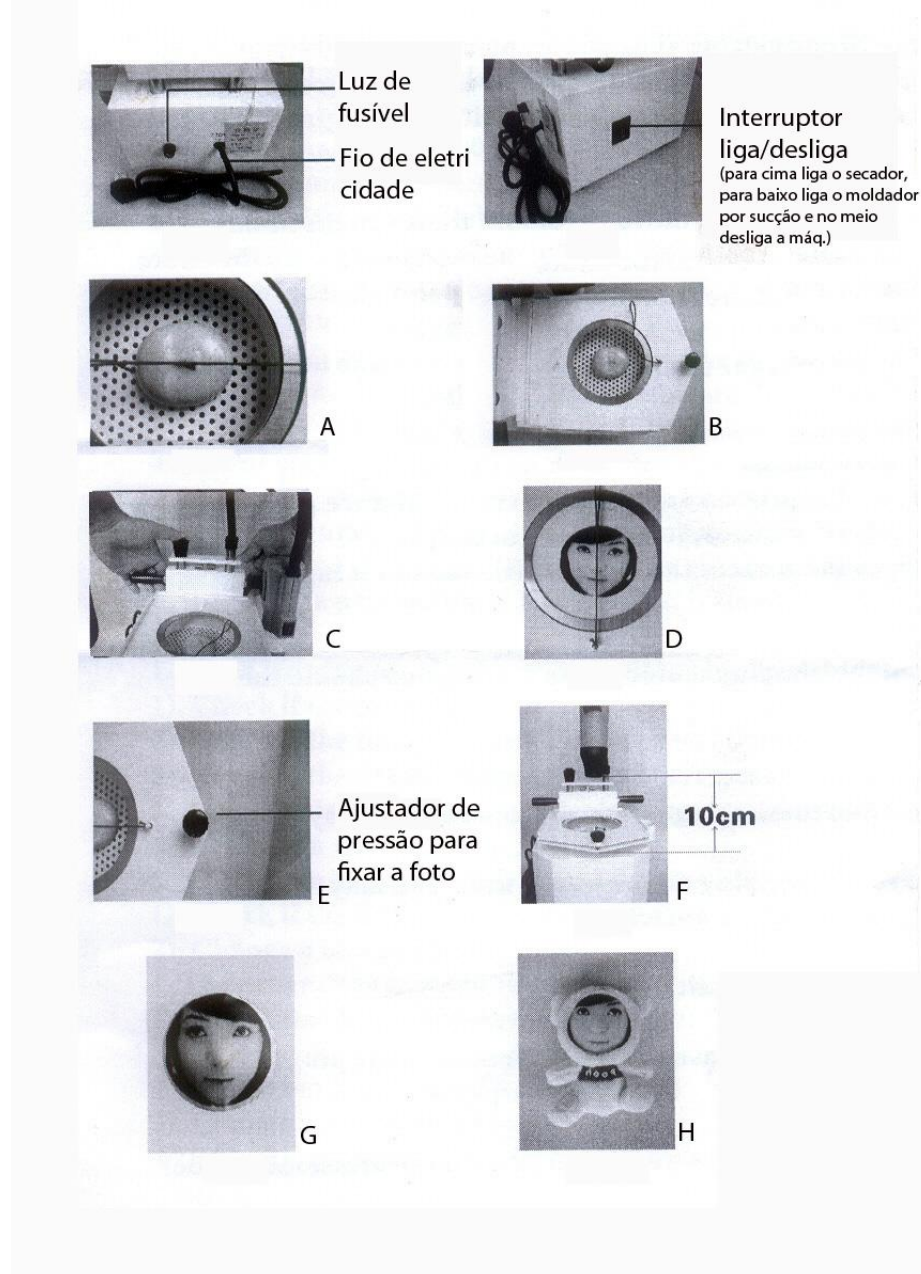 Luz de
fusível
Fio de eletri
cidade
Interruptor
liga/desliga
(para cima liga o secador,
para baixo liga o moldador
por sucção e no meio
desliga a máq.)
A
B
C
D
Ajustador de
pressão para
fixar a foto
E
10cm
F
G
H